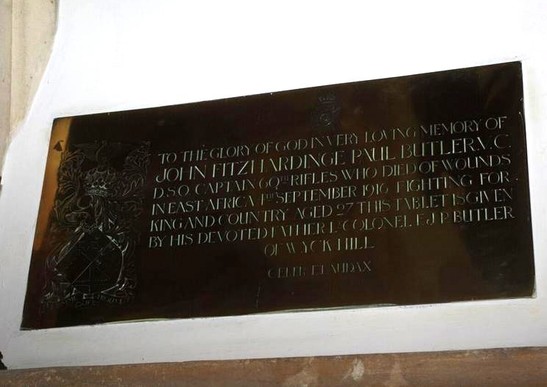 TO THE GLORY OF GOD IN VERY LOVING MEMORY OF
JOHN FITZHARDINGE PAUL BUTLER V.C.
D.S.O. CAPTAIN 60TH RIFLES WHO DIED OF WOUNDS
IN EAST AFRICA SEPTEMBER 1916 FIGHTING FOR
KING AND COUNTRY AGED 27 THIS TABLET IS GIVEN
BY HIS DEVOTED FATHER LT COLONEL F.J.P BUTLER
OF WYCK HILL
CELER ET AUDAX